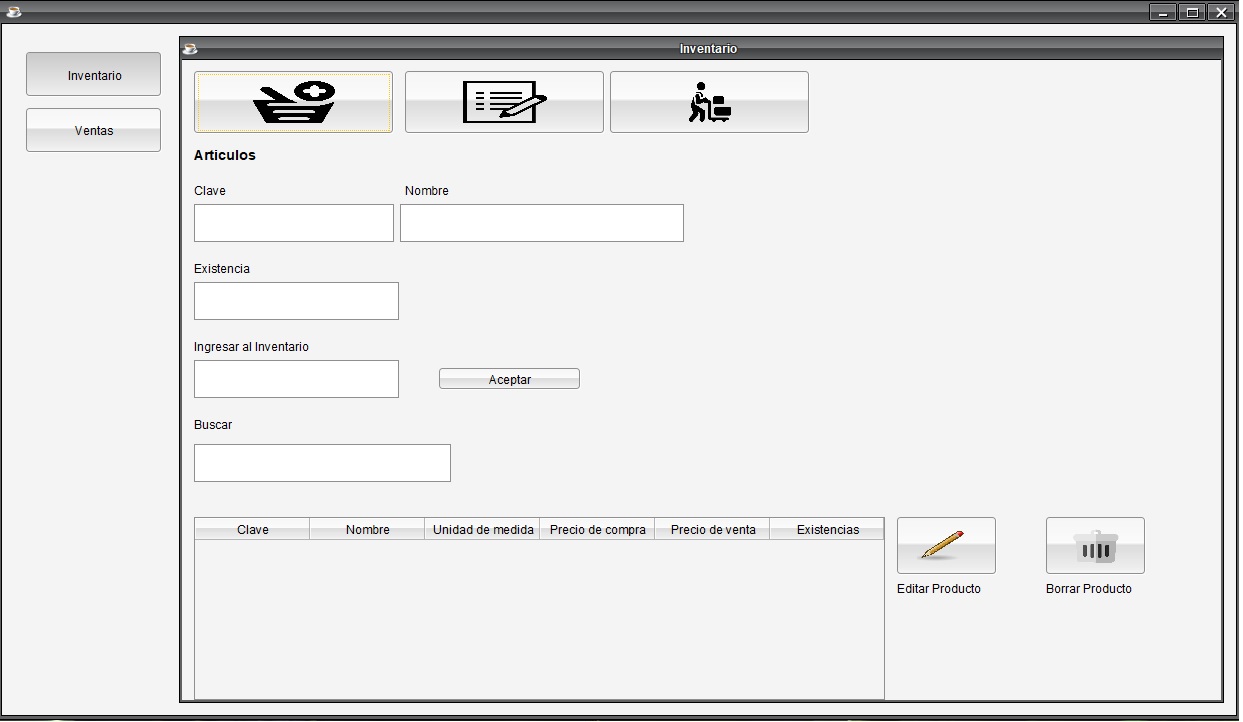 Inventario
Inventario
Ventas
Articulos
Clave Nombre
Existencia
Ingresar al Inventario
Aceptar
Buscar
Clave Nombre Unidad de medida Precio de compra Precio de venta Existencias
Editar Producto Borrar Producto